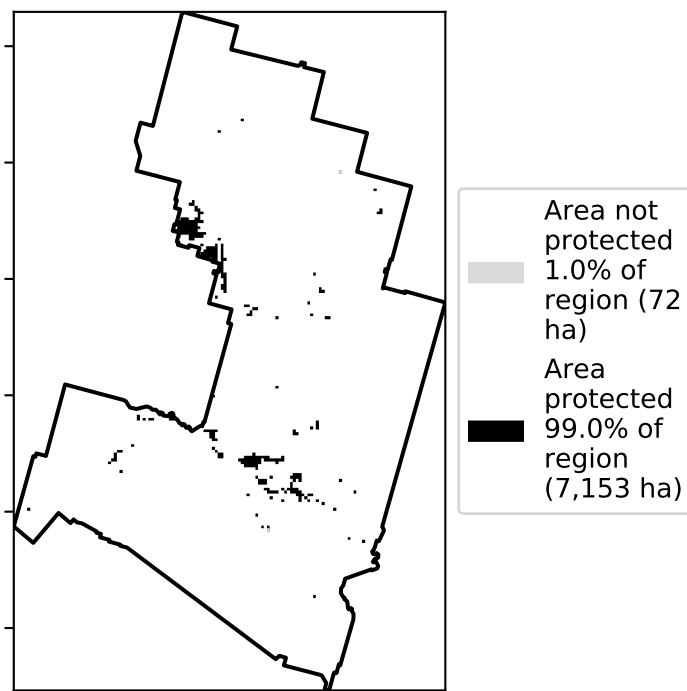 Area not
protected
1.0% of
region (72
ha)
Area
protected
99.0% of
region
(7,153 ha)